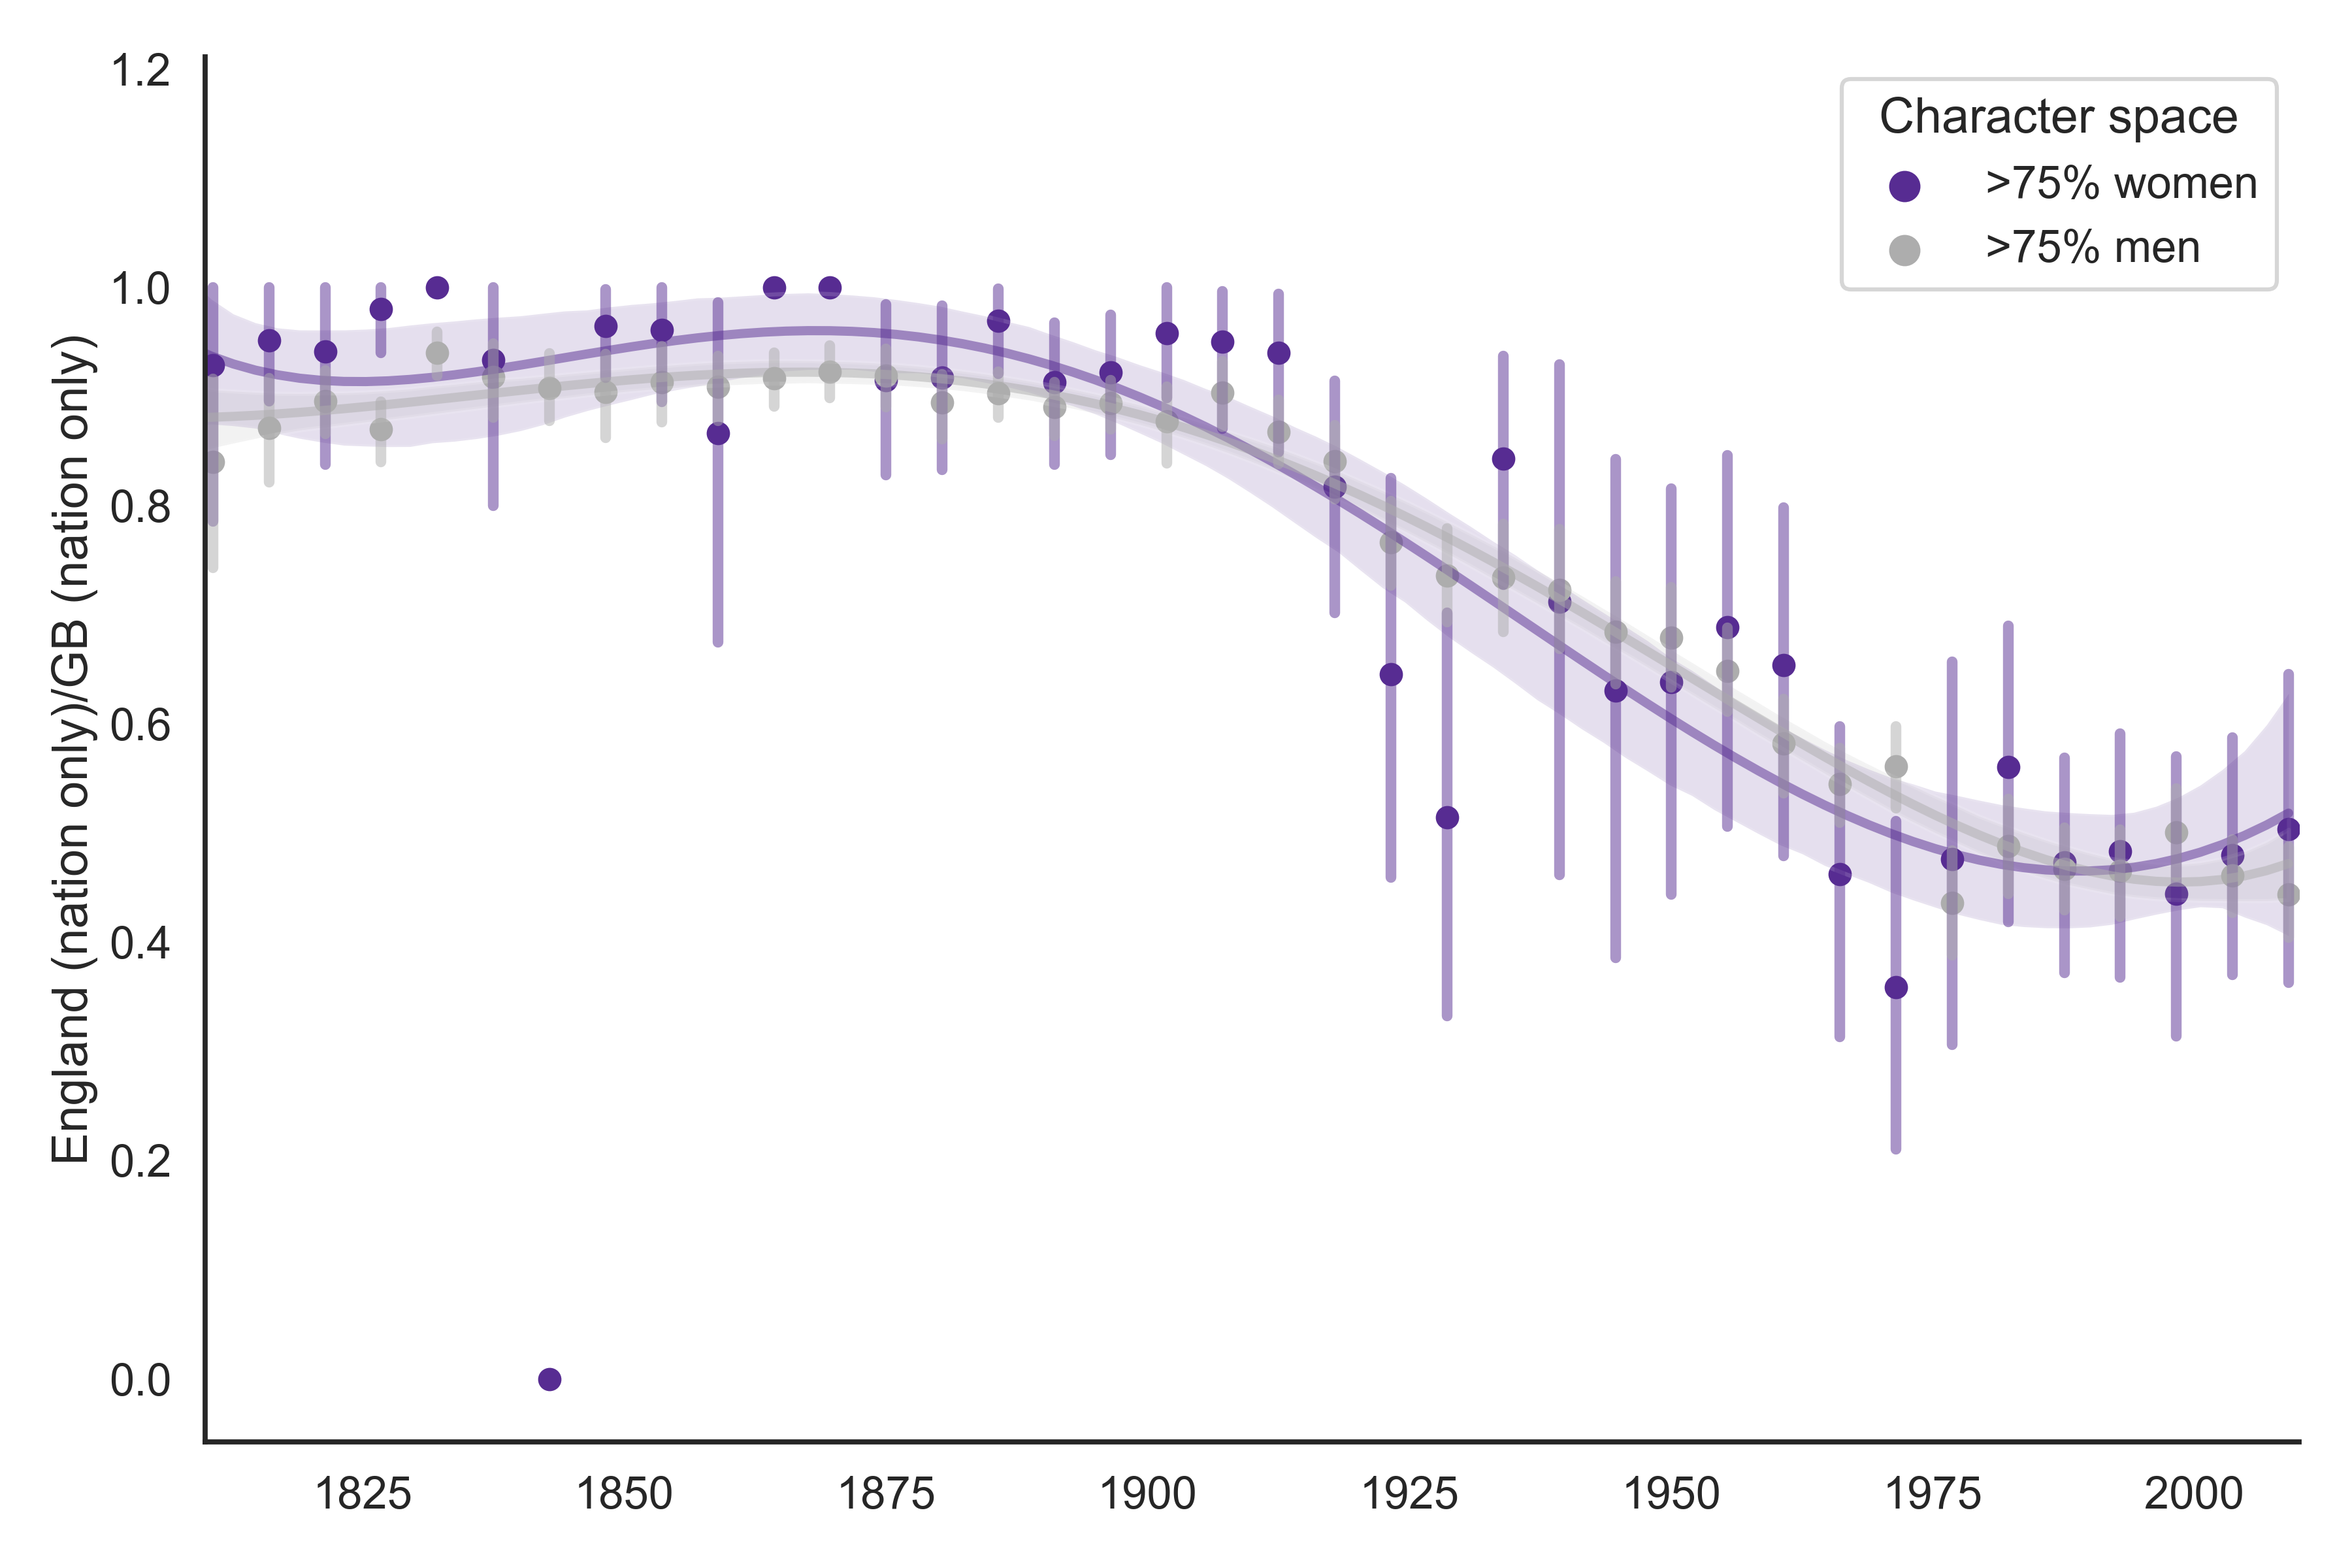 England (nation only)/GB (nation only)
1.2
1.0
0.8
0.6
0.4
0.2
0.0
1825 1850 1875 1900 1925 1950 1975 2000
Character space
>75% women
>75% men